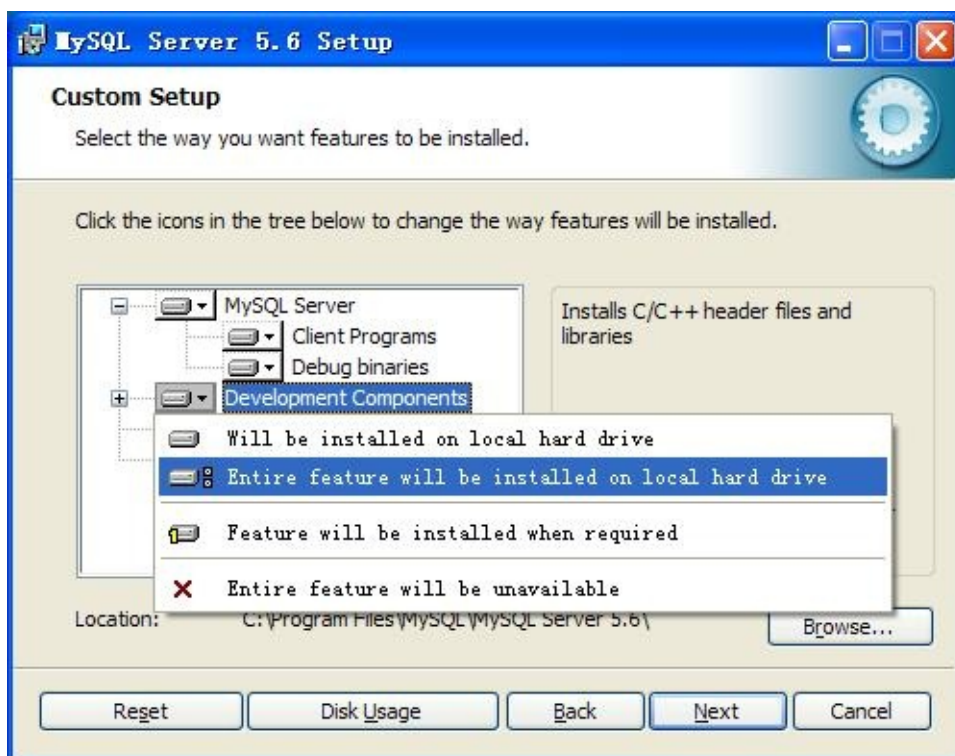 MySQL Server 5.6 Setup
Custom Setup
Select the way you want features to be installed.
Click the icons in the tree below to change the way features will be installed.
MySQL Server
Client Programs
Debug binaries
Development Components
Installs C/C++ header files and
libraries
Will be installed on local hard drive
Entire feature will be installed on local hard drive
Feature will be installed when required
Entire feature will be unavailable
Location: C:\Program Files\MySQL\MySQL Server 5.6\
Browse...
Reset Disk Usage Back Next Cancel